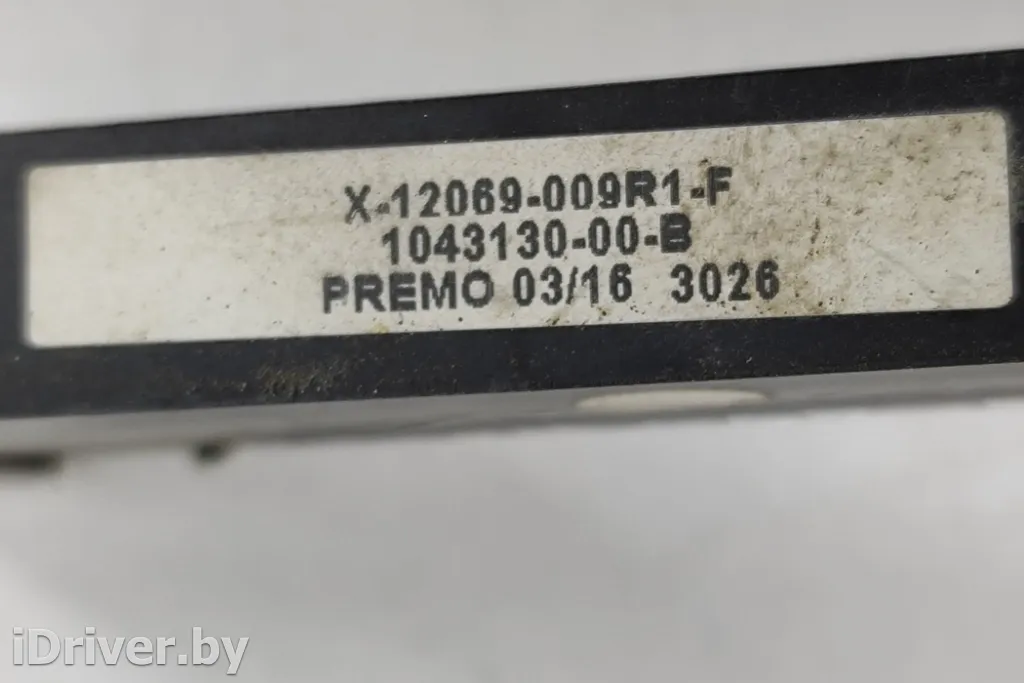 X-12069-009R1-F
1043130-00-B
PREMO 03/16 3026
iDriver.by